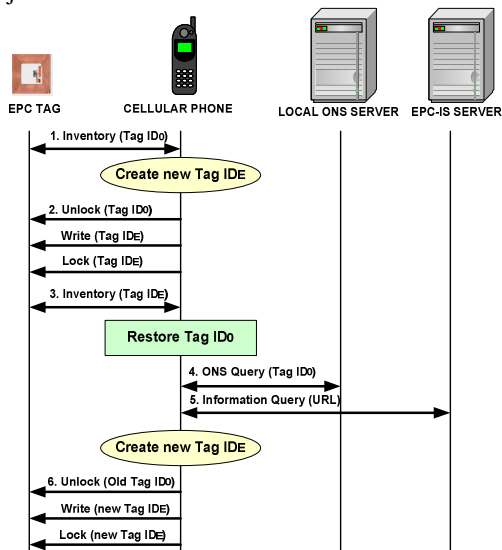 EPC TAG
CELLULAR PHONE
LOCAL ONS SERVER
EPC-IS SERVER
1. Inventory (Tag ID0)
Create new Tag IDE
2. Unlock (Tag ID0)
Write (Tag IDE)
Lock (Tag IDE)
3. Inventory (Tag IDE)
Restore Tag ID0
4. ONS Query (Tag ID0)
5. Information Query (URL)
Create new Tag IDE
6. Unlock (Old Tag ID0)
Write (new Tag IDE)
Lock (new Tag IDE)